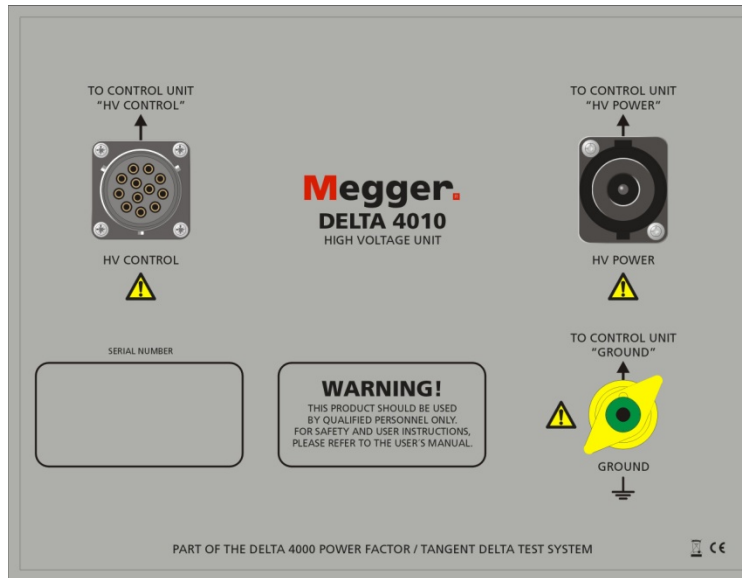 TO CONTROL UNIT
"HV CONTROL"
HV CONTROL
Megger.
DELTA 4010
HIGH VOLTAGE UNIT
TO CONTROL UNIT
"HV POWER"
HV POWER
SERIAL NUMBER
WARNING!
THIS PRODUCT SHOULD BE USED
BY QUALIFIED PERSONNEL ONLY.
FOR SAFETY AND USER INSTRUCTIONS,
PLEASE REFER TO THE USER´S MANUAL.
TO CONTROL UNIT
"GROUND"
GROUND
PART OF THE DELTA 4000 POWER FACTOR / TANGENT DELTA TEST SYSTEM
CE